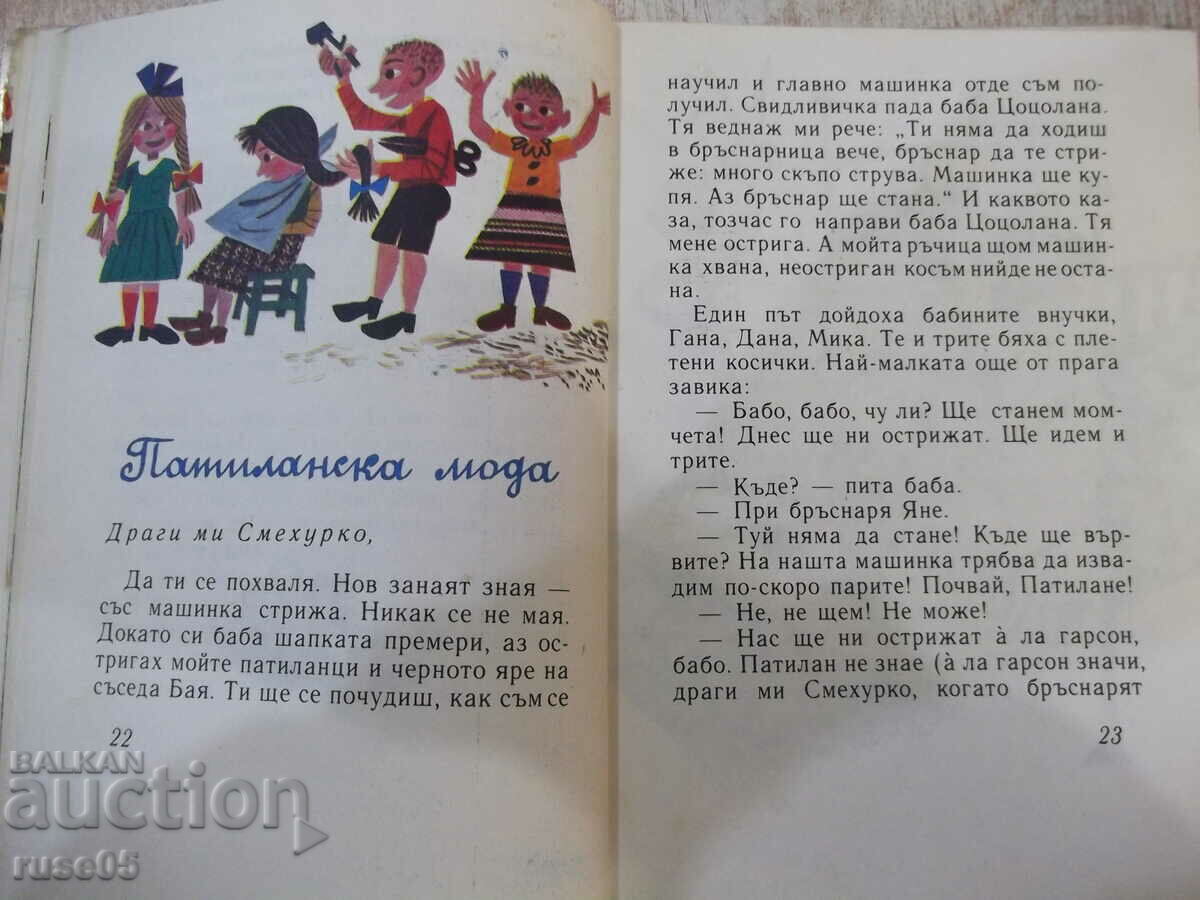 Патиланска мода
Драги ми Смехурко,
Да ти се похваля. Нов занаят зная —
със машинка стрижа. Никак се не мая.
Докато си баба шапката премери, аз ос-
тригах мойте патиланци и черното яре на
съседа Бая. Ти ще се почудиш, как съм се
22
научил и главно машинка отде съм по-
лучил. Свидливичка пада баба Цоцолана.
Тя веднаж ми рече: „Ти няма да ходиш
в бръснарница вече, бръснар да те стри-
же: много скъпо струва. Машинка ще ку-
пя. Аз бръснар ще стана.“ И каквото ка-
за, тозчас го направи баба Цоцолана. Тя
мене острига. А мойта ръчица щом машин-
ка хвана, неостриган косъм нийде не оста-
на.
Един път дойдоха бабините внучки,
Гана, Дана, Мика. Те и трите бяха с пле-
тени косички. Най-малката още от прага
завика:
— Бабо, бабо, чу ли? Ще станем мом-
чета! Днес ще ни острижат. Ще идем и
трите.
— Къде? — пита баба.
— При бръснаря Яне.
— Туй няма да стане! Къде ще вър-
вите? На нашта машинка трябва да изва-
дим по-скоро парите! Почвай, Патилане!
— Не, не щем! Не може!
— Нас ще ни острижат à ла гарсон,
бабо. Патилан не знае (à ла гарсон значи,
драги ми Смехурко, когато бръснарят
23
BALKAN
auction
ruse05